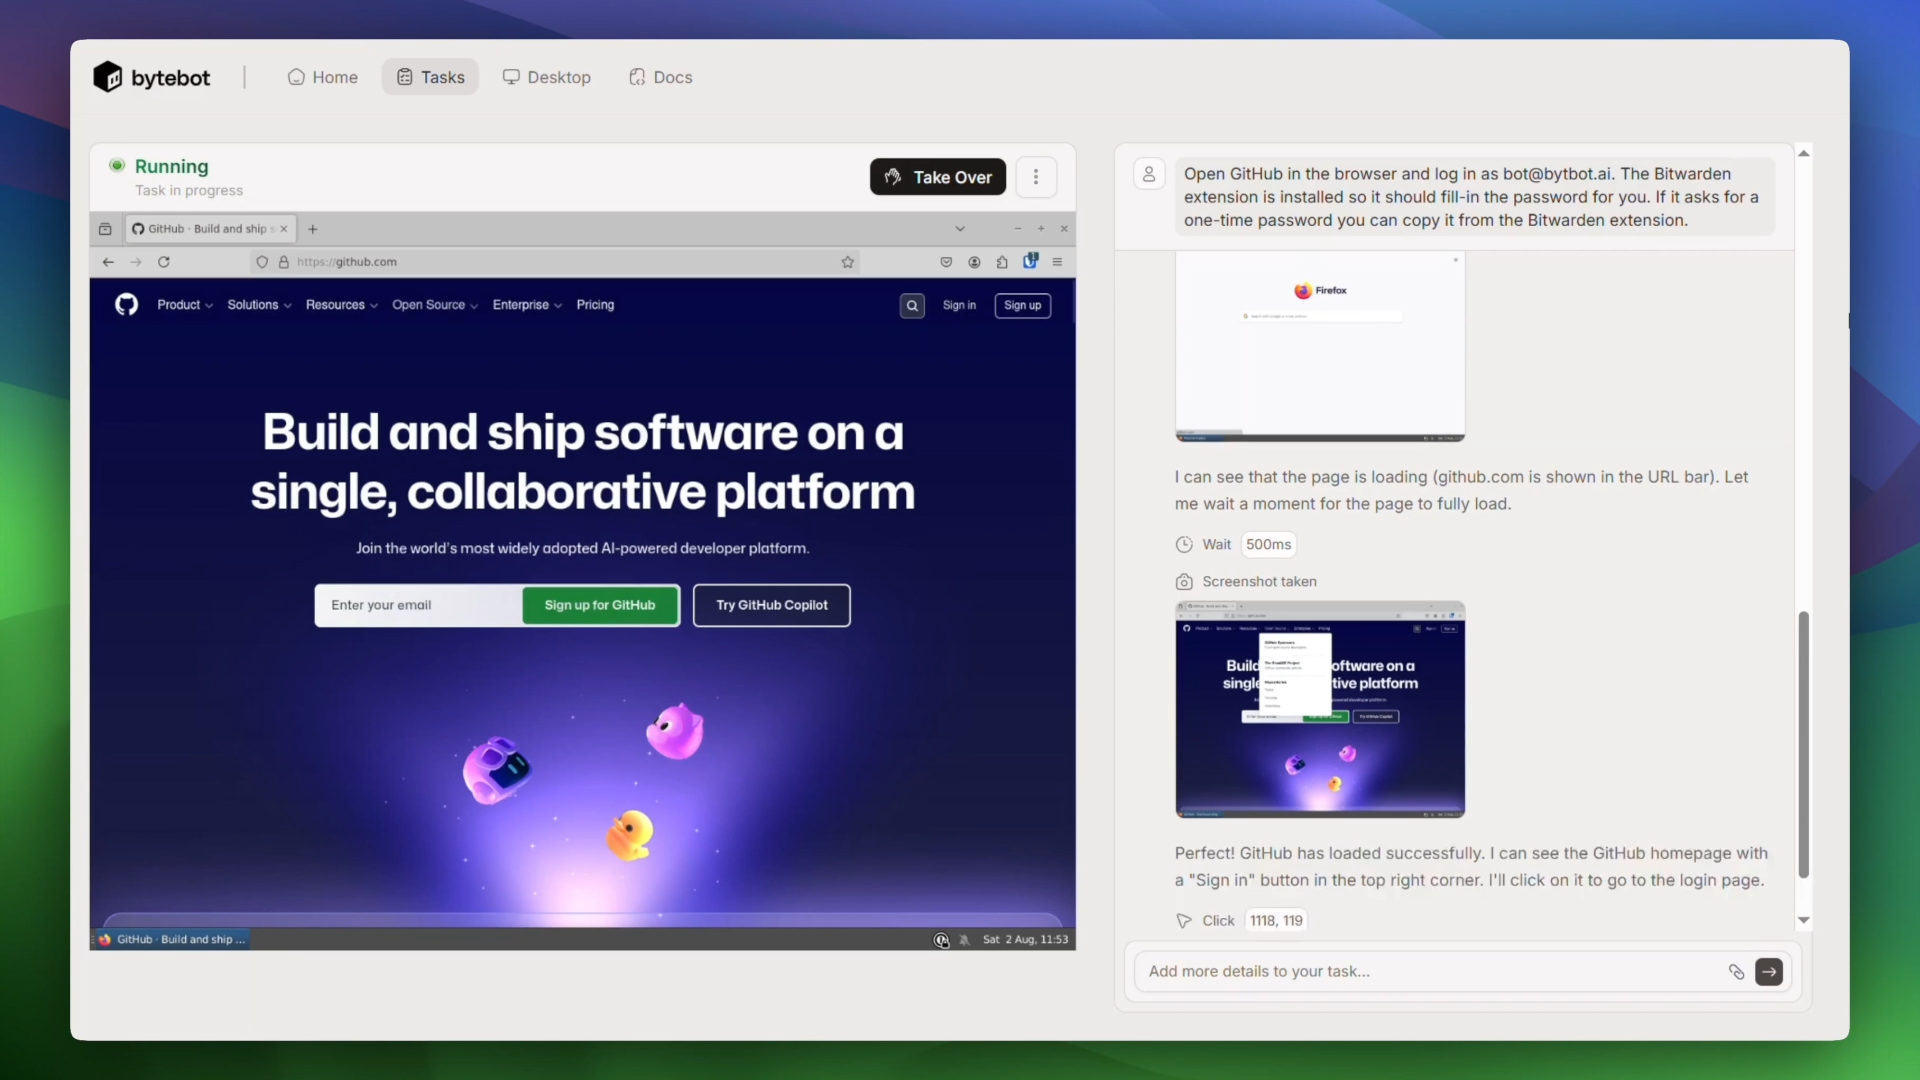 bytebot
Home
Tasks
Desktop
Docs
Running
Task in progress
Take Over
GitHub · Build and ship s
https://github.com
Product
Solutions
Resources
Open Source
Enterprise
Pricing
Sign in
Sign up
Build and ship software on a
single, collaborative platform
Join the world's most widely adopted AI-powered developer platform.
Enter your email
Sign up for GitHub
Try GitHub Copilot
GitHub · Build and ship ...
Sat 2 Aug, 11:53
Open GitHub in the browser and log in as bot@bytbot.ai. The Bitwarden
extension is installed so it should fill-in the password for you. If it asks for a
one-time password you can copy it from the Bitwarden extension.
Firefox
I can see that the page is loading (github.com is shown in the URL bar). Let
me wait a moment for the page to fully load.
Wait 500ms
Screenshot taken
Build
oftware on a
single
tive platform
Perfect! GitHub has loaded successfully. I can see the GitHub homepage with
a "Sign in" button in the top right corner. I'll click on it to go to the login page.
Click 1118, 119
Add more details to your task...